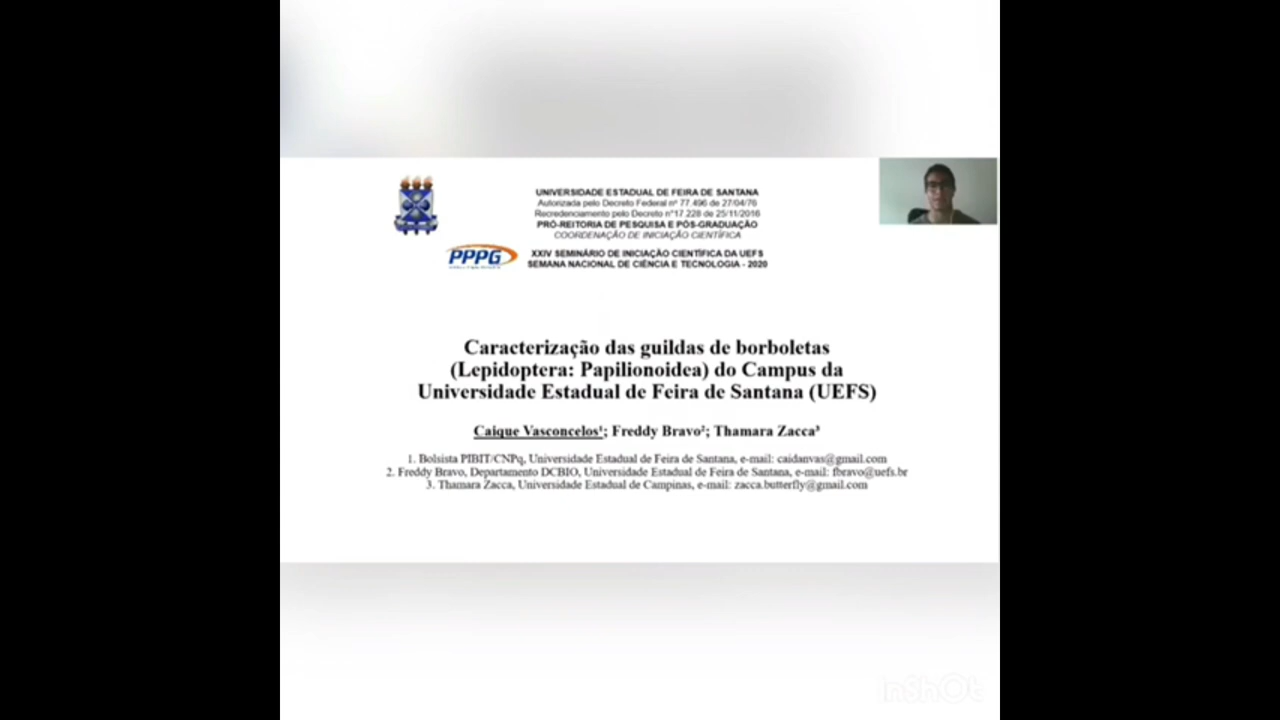 UNIVERSIDADE ESTADUAL DE FEIRA DE SANTANA
Autorizada pelo Decreto Federal nº 77.496 de 27/04/76
Recredenciamento pelo Decreto nº17.228 de 25/11/2016
PRÓ-REITORIA DE PESQUISA E PÓS-GRADUAÇÃO
COORDENAÇÃO DE INICIAÇÃO CIENTÍFICA
PPPG
XXIV SEMINÁRIO DE INICIAÇÃO CIENTÍFICA DA UEFS
SEMANA NACIONAL DE CIÊNCIA E TECNOLOGIA - 2020
Caracterização das guildas de borboletas
(Lepidoptera: Papilionoidea) do Campus da
Universidade Estadual de Feira de Santana (UEFS)
Caique Vasconcelos¹; Freddy Bravo²; Thamara Zacca³
1. Bolsista PIBIT/CNPq, Universidade Estadual de Feira de Santana, e-mail: caidanvas@gmail.com
2. Freddy Bravo, Departamento DCBIO, Universidade Estadual de Feira de Santana, e-mail: fbravo@uefs.br
3. Thamara Zacca, Universidade Estadual de Campinas, e-mail: zacca.butterfly@gmail.com
InShOt